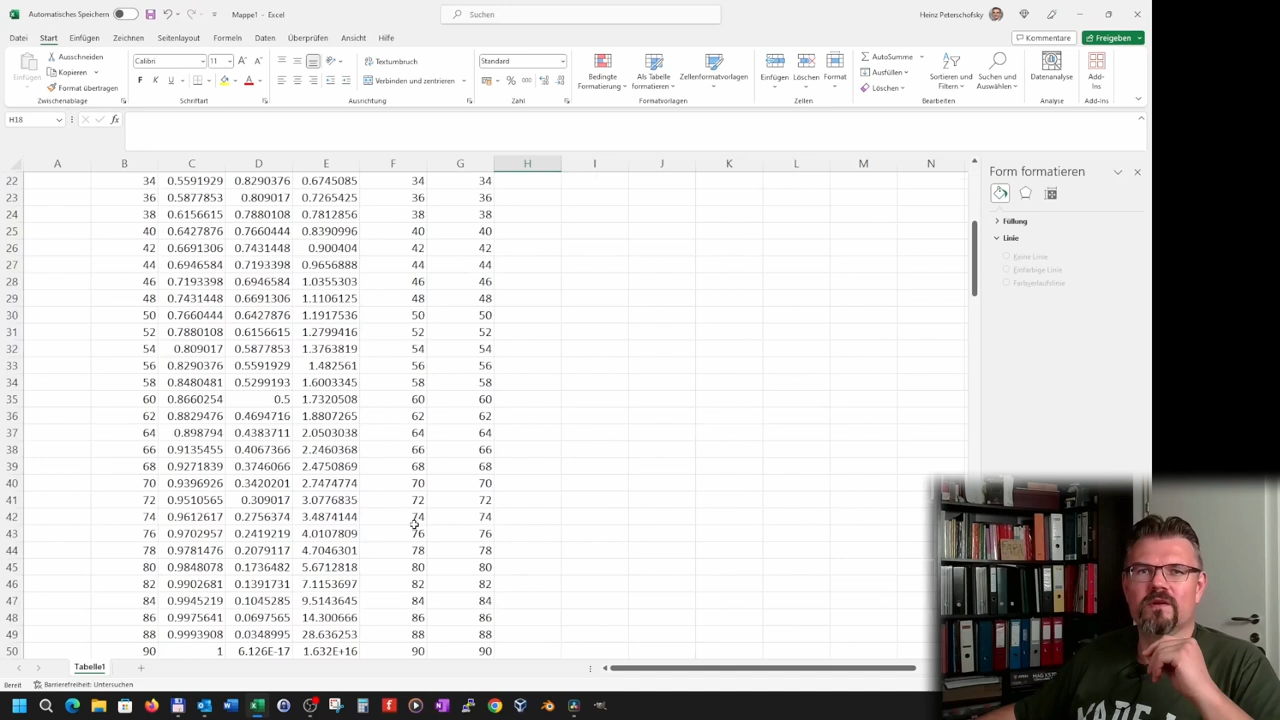 Automatisches Speichern
Mappe1 - Excel
Suchen
Heinz Peterschofsky
Datei Start Einfügen Zeichnen Seitenlayout Formeln Daten Überprüfen Ansicht Hilfe
Kommentare
Freigeben
Einfügen
Ausschneiden
Kopieren
Format übertragen
Zwischenablage
Calibri 11
Schriftart
Textumbruch
Verbinden und zentrieren
Ausrichtung
Standard
Zahl
Bedingte Formatierung
Als Tabelle formatieren
Zellenformatvorlagen
Formatvorlagen
Einfügen Löschen Format
Zellen
AutoSumme
Ausfüllen
Löschen
Sortieren und Filtern
Suchen und Auswählen
Bearbeiten
Datenanalyse
Analyse
Add-Ins
Add-Ins
H18
A B C D E F G H I J K L M N
22 34 0.5591929 0.8290376 0.6745085 34 34
23 36 0.5877853 0.809017 0.7265425 36 36
24 38 0.6156615 0.7880108 0.7812856 38 38
25 40 0.6427876 0.7660444 0.8390996 40 40
26 42 0.6691306 0.7431448 0.900404 42 42
27 44 0.6946584 0.7193398 0.9656888 44 44
28 46 0.7193398 0.6946584 1.0355303 46 46
29 48 0.7431448 0.6691306 1.1106125 48 48
30 50 0.7660444 0.6427876 1.1917536 50 50
31 52 0.7880108 0.6156615 1.2799416 52 52
32 54 0.809017 0.5877853 1.3763819 54 54
33 56 0.8290376 0.5591929 1.482561 56 56
34 58 0.8480481 0.5299193 1.6003345 58 58
35 60 0.8660254 0.5 1.7320508 60 60
36 62 0.8829476 0.4694716 1.8807265 62 62
37 64 0.898794 0.4383711 2.0503038 64 64
38 66 0.9135455 0.4067366 2.2460368 66 66
39 68 0.9271839 0.3746066 2.4750869 68 68
40 70 0.9396926 0.3420201 2.7474774 70 70
41 72 0.9510565 0.309017 3.0776835 72 72
42 74 0.9612617 0.2756374 3.4874144 74 74
43 76 0.9702957 0.2419219 4.0107809 76 76
44 78 0.9781476 0.2079117 4.7046301 78 78
45 80 0.9848078 0.1736482 5.6712818 80 80
46 82 0.9902681 0.1391731 7.1153697 82 82
47 84 0.9945219 0.1045285 9.5143645 84 84
48 86 0.9975641 0.0697565 14.300666 86 86
49 88 0.9993908 0.0348995 28.636253 88 88
50 90 1 6.126E-17 1.632E+16 90 90
Form formatieren
Füllung
Linie
Keine Linie
Einfarbige Linie
Farbverlaufslinie
Tabelle1
Bereit
Barrierefreiheit: Untersuchen